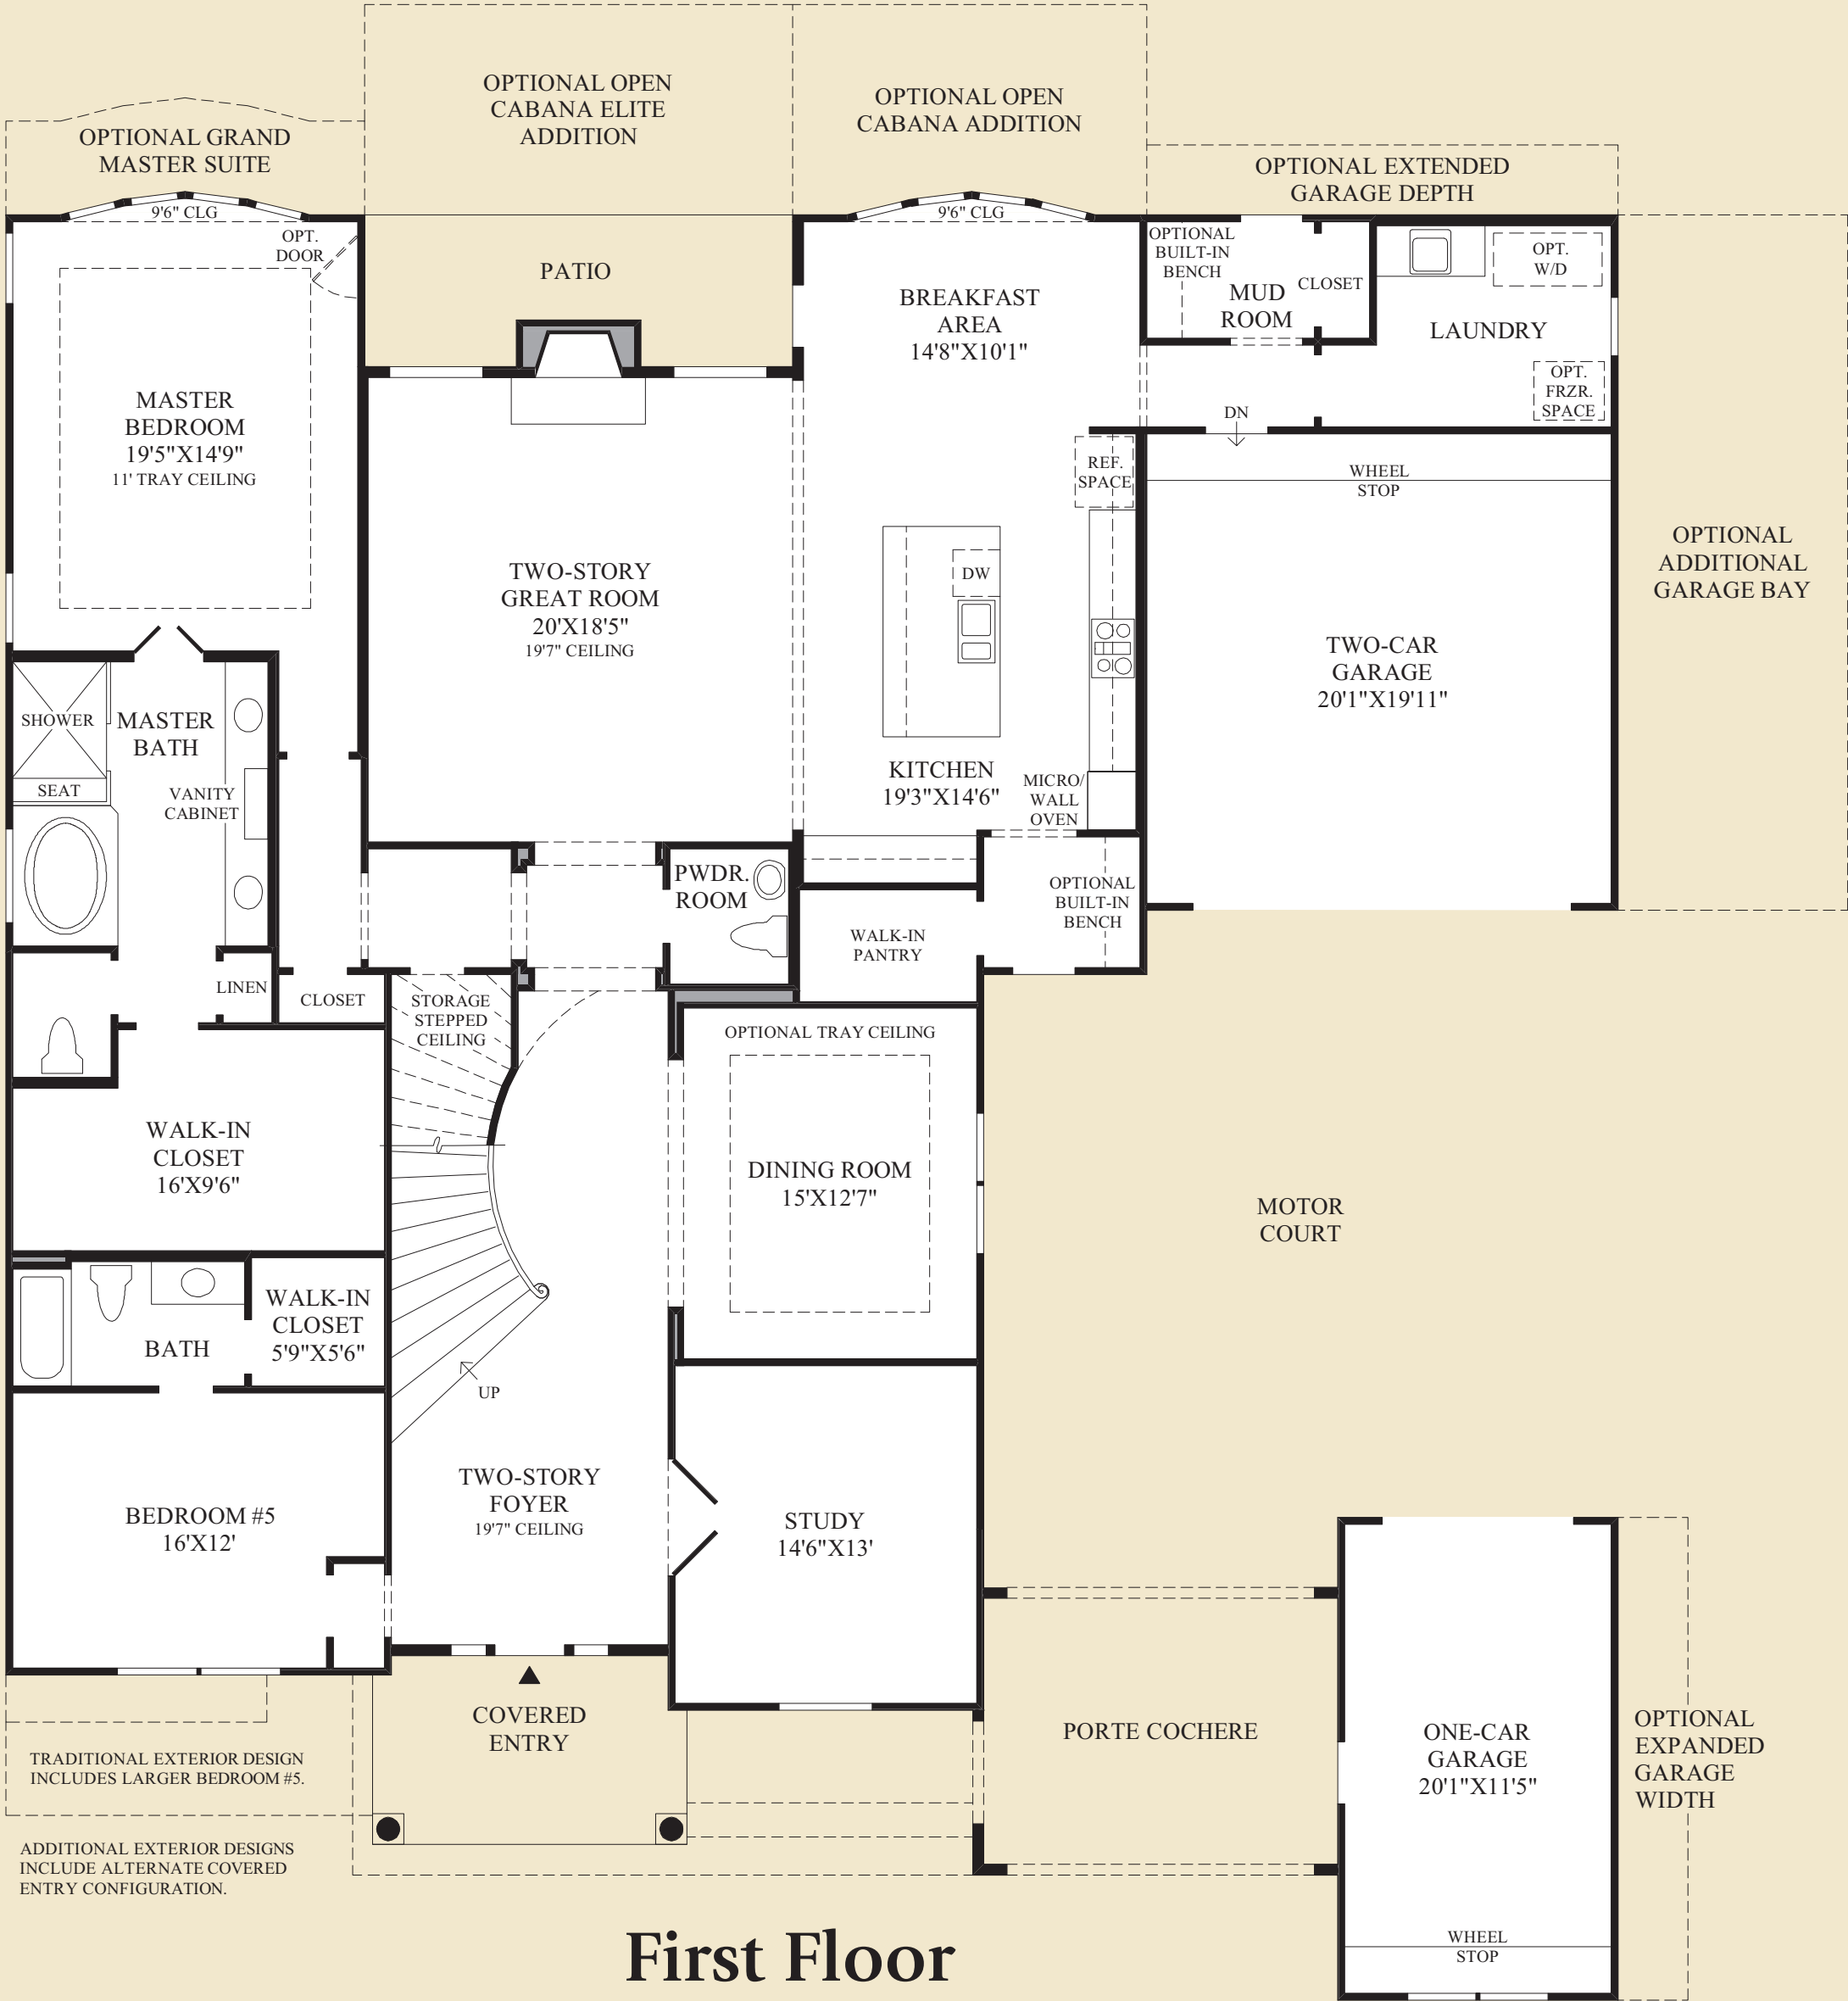 OPTIONAL OPEN
CABANA ELITE
ADDITION
OPTIONAL OPEN
CABANA ADDITION
OPTIONAL GRAND
MASTER SUITE
OPTIONAL EXTENDED
GARAGE DEPTH
9'6" CLG
9'6" CLG
OPT.
DOOR
PATIO
BREAKFAST
AREA
14'8"X10'1"
OPTIONAL
BUILT-IN
BENCH
MUD
ROOM
CLOSET
OPT.
W/D
LAUNDRY
OPT.
FRZR.
SPACE
DN
MASTER
BEDROOM
19'5"X14'9"
11' TRAY CEILING
REF.
SPACE
WHEEL
STOP
TWO-STORY
GREAT ROOM
20'X18'5"
19'7" CEILING
DW
OPTIONAL
ADDITIONAL
GARAGE BAY
TWO-CAR
GARAGE
20'1"X19'11"
SHOWER
MASTER
BATH
SEAT
VANITY
CABINET
KITCHEN
19'3"X14'6"
MICRO/
WALL
OVEN
PWDR.
ROOM
OPTIONAL
BUILT-IN
BENCH
WALK-IN
PANTRY
LINEN
CLOSET
STORAGE
STEPPED
CEILING
OPTIONAL TRAY CEILING
WALK-IN
CLOSET
16'X9'6"
DINING ROOM
15'X12'7"
MOTOR
COURT
WALK-IN
CLOSET
5'9"X5'6"
BATH
UP
TWO-STORY
FOYER
19'7" CEILING
BEDROOM #5
16'X12'
STUDY
14'6"X13'
COVERED
ENTRY
PORTE COCHERE
ONE-CAR
GARAGE
20'1"X11'5"
OPTIONAL
EXPANDED
GARAGE
WIDTH
TRADITIONAL EXTERIOR DESIGN
INCLUDES LARGER BEDROOM #5.
ADDITIONAL EXTERIOR DESIGNS
INCLUDE ALTERNATE COVERED
ENTRY CONFIGURATION.
WHEEL
STOP
First Floor